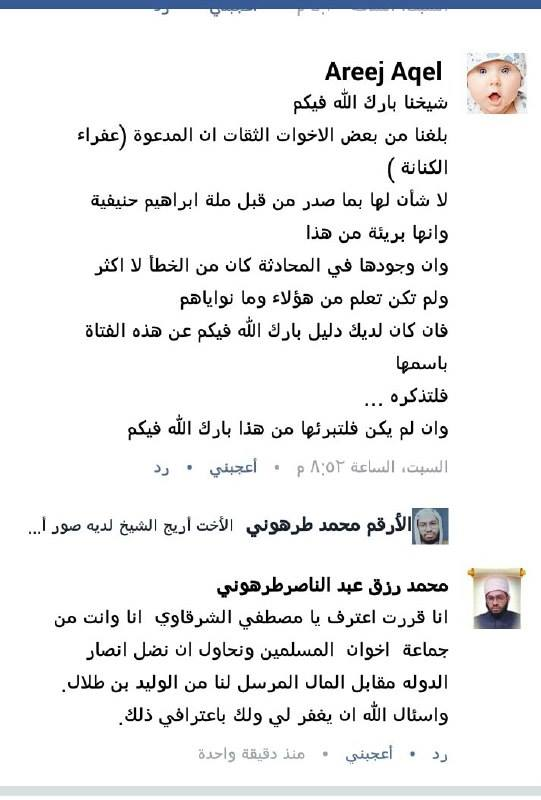 Areej Aqel
شيخنا بارك الله فيكم
بلغنا من بعض الاخوات الثقات ان المدعوة (عفراء
الكنانة )
لا شأن لها بما صدر من قبل ملة ابراهيم حنيفية
وانها بريئة من هذا
وان وجودها في المحادثة كان من الخطأ لا اكثر
ولم تكن تعلم من هؤلاء وما نواياهم
فان كان لديك دليل بارك الله فيكم عن هذه الفتاة
باسمها
فلتذكره ...
وان لم يكن فلتبرئها من هذا بارك الله فيكم
السبت، الساعة ٨:٥٢ م • أعجبني • رد
الأرقم محمد طرهوني الأخت أريج الشيخ لديه صور أ...
محمد رزق عبد الناصرطرهوني
انا قررت اعترف يا مصطفي الشرقاوي انا وانت من
جماعة اخوان المسلمين ونحاول ان نضل انصار
الدوله مقابل المال المرسل لنا من الوليد بن طلال.
واسئال الله ان يغفر لي ولك باعترافي ذلك.
رد • أعجبني • منذ دقيقة واحدة